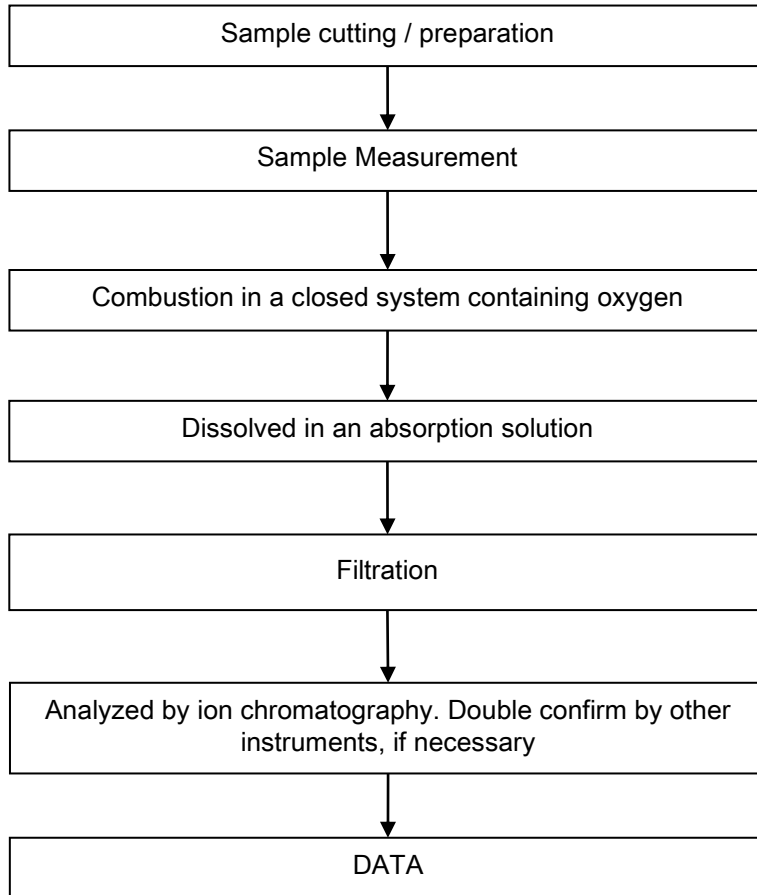 Sample cutting / preparation
Sample Measurement
Combustion in a closed system containing oxygen
Dissolved in an absorption solution
Filtration
Analyzed by ion chromatography. Double confirm by other
instruments, if necessary
DATA